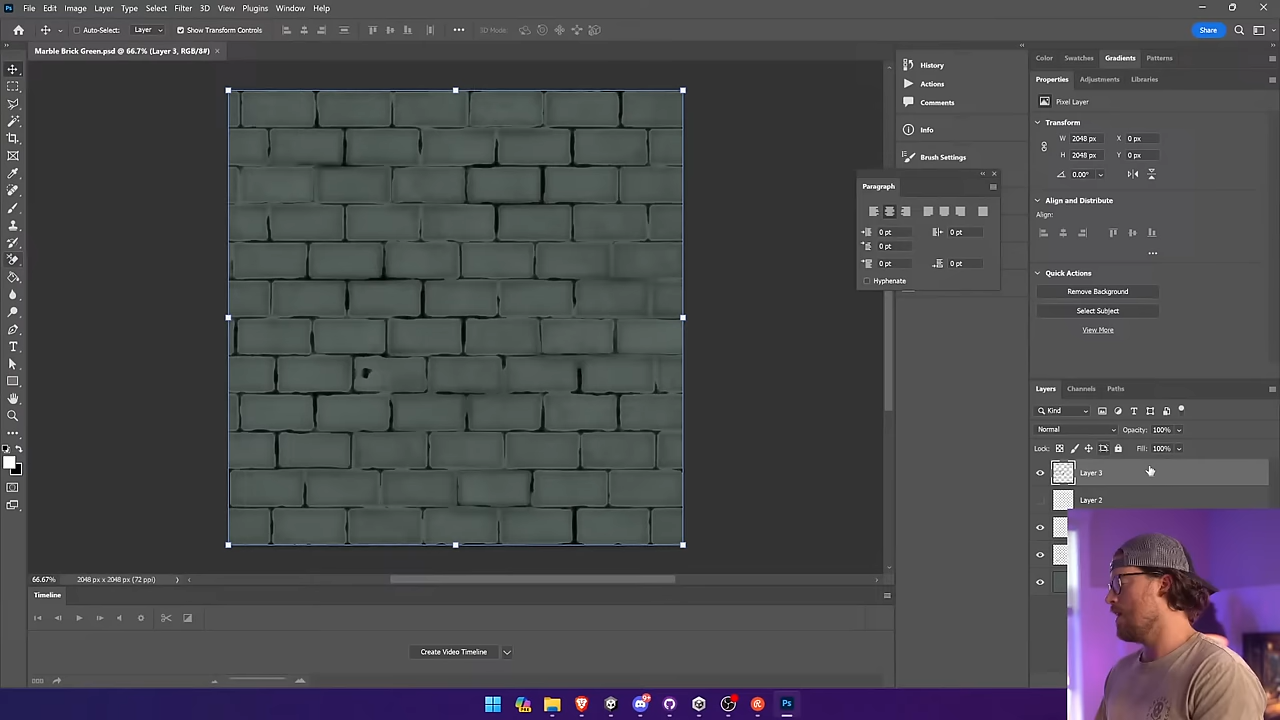 Ps File Edit Image Layer Type Select Filter 3D View Plugins Window Help
Auto-Select: Layer Show Transform Controls 3D Mode: Share
Marble Brick Green.psd @ 66.7% (Layer 3, RGB/8#) ×
History
Actions
Comments
Info
Brush Settings
Paragraph
0 pt 0 pt
0 pt
0 pt 0 pt
Hyphenate
Color Swatches Gradients Patterns
Properties Adjustments Libraries
Pixel Layer
Transform
W 2048 px X 0 px
H 2048 px Y 0 px
0.00°
Align and Distribute
Align:
Quick Actions
Remove Background
Select Subject
View More
Layers Channels Paths
Kind
Normal Opacity: 100%
Lock: Fill: 100%
Layer 3
Layer 2
66.67% 2048 px x 2048 px (72 ppi)
Timeline
Create Video Timeline
Ps